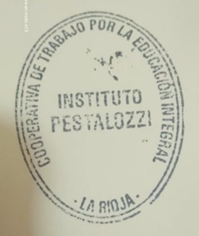 COOPERATIVA DE TRABAJO POR LA EDUCACIÓN INTEGRAL
INSTITUTO
PESTALOZZI
- LA RIOJA -